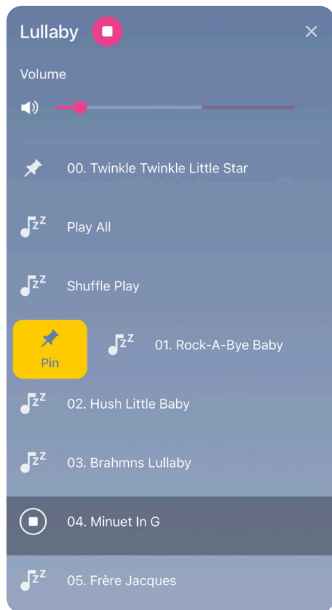 Lullaby
Volume
00. Twinkle Twinkle Little Star
Play All
Shuffle Play
Pin
01. Rock-A-Bye Baby
02. Hush Little Baby
03. Brahmns Lullaby
04. Minuet In G
05. Frère Jacques